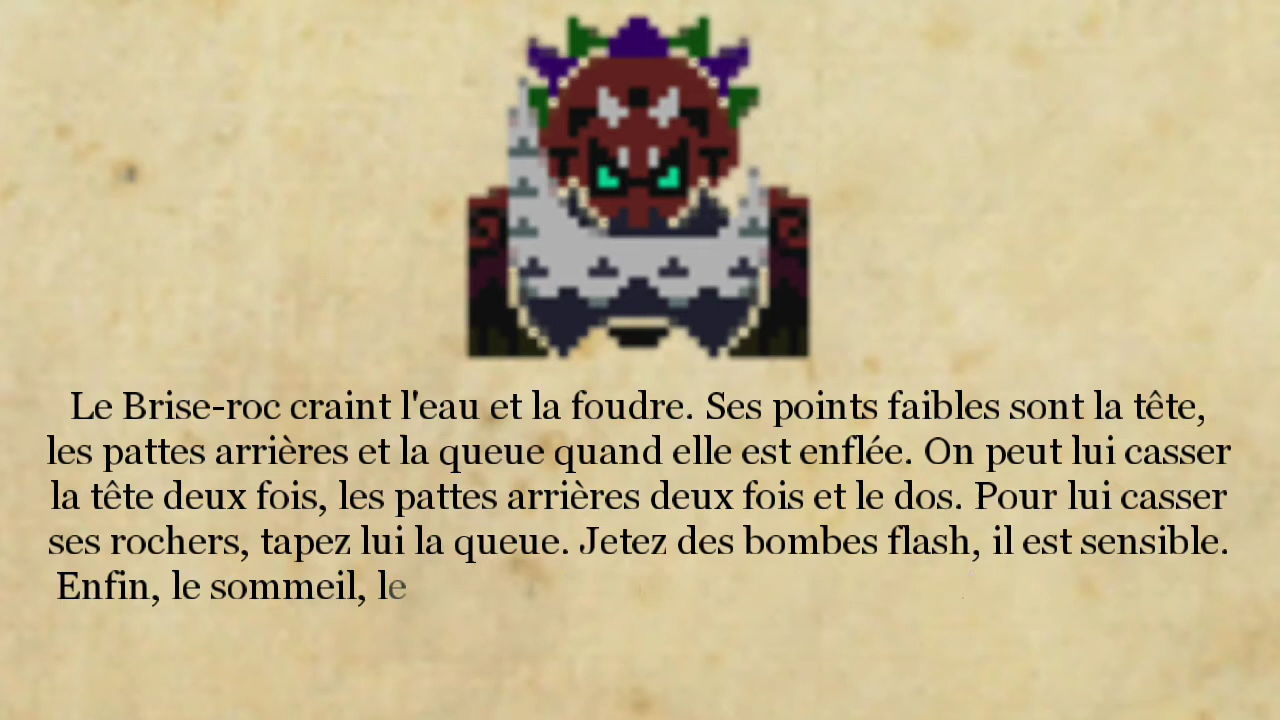 Le Brise-roc craint l'eau et la foudre. Ses points faibles sont la tête,
les pattes arrières et la queue quand elle est enflée. On peut lui casser
la tête deux fois, les pattes arrières deux fois et le dos. Pour lui casser
ses rochers, tapez lui la queue. Jetez des bombes flash, il est sensible.
Enfin, le sommeil, le